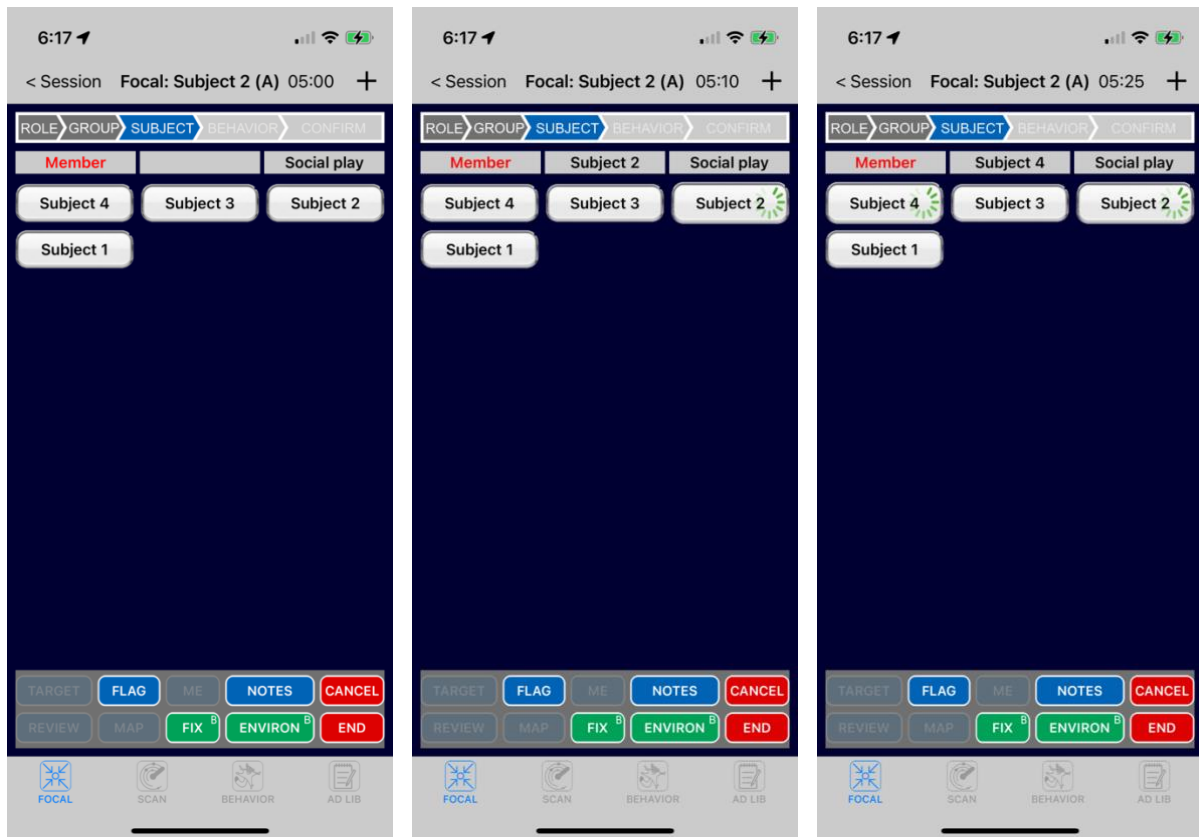 6:17
< Session Focal: Subject 2 (A) 05:00 +
ROLE GROUP SUBJECT BEHAVIOR CONFIRM
Member Social play
Subject 4 Subject 3 Subject 2
Subject 1
TARGET FLAG ME NOTES CANCEL
REVIEW MAP FIX B ENVIRON B END
FOCAL SCAN BEHAVIOR AD LIB
6:17
< Session Focal: Subject 2 (A) 05:10 +
ROLE GROUP SUBJECT BEHAVIOR CONFIRM
Member Subject 2 Social play
Subject 4 Subject 3 Subject 2
Subject 1
TARGET FLAG ME NOTES CANCEL
REVIEW MAP FIX B ENVIRON B END
FOCAL SCAN BEHAVIOR AD LIB
6:17
< Session Focal: Subject 2 (A) 05:25 +
ROLE GROUP SUBJECT BEHAVIOR CONFIRM
Member Subject 4 Social play
Subject 4 Subject 3 Subject 2
Subject 1
TARGET FLAG ME NOTES CANCEL
REVIEW MAP FIX B ENVIRON B END
FOCAL SCAN BEHAVIOR AD LIB